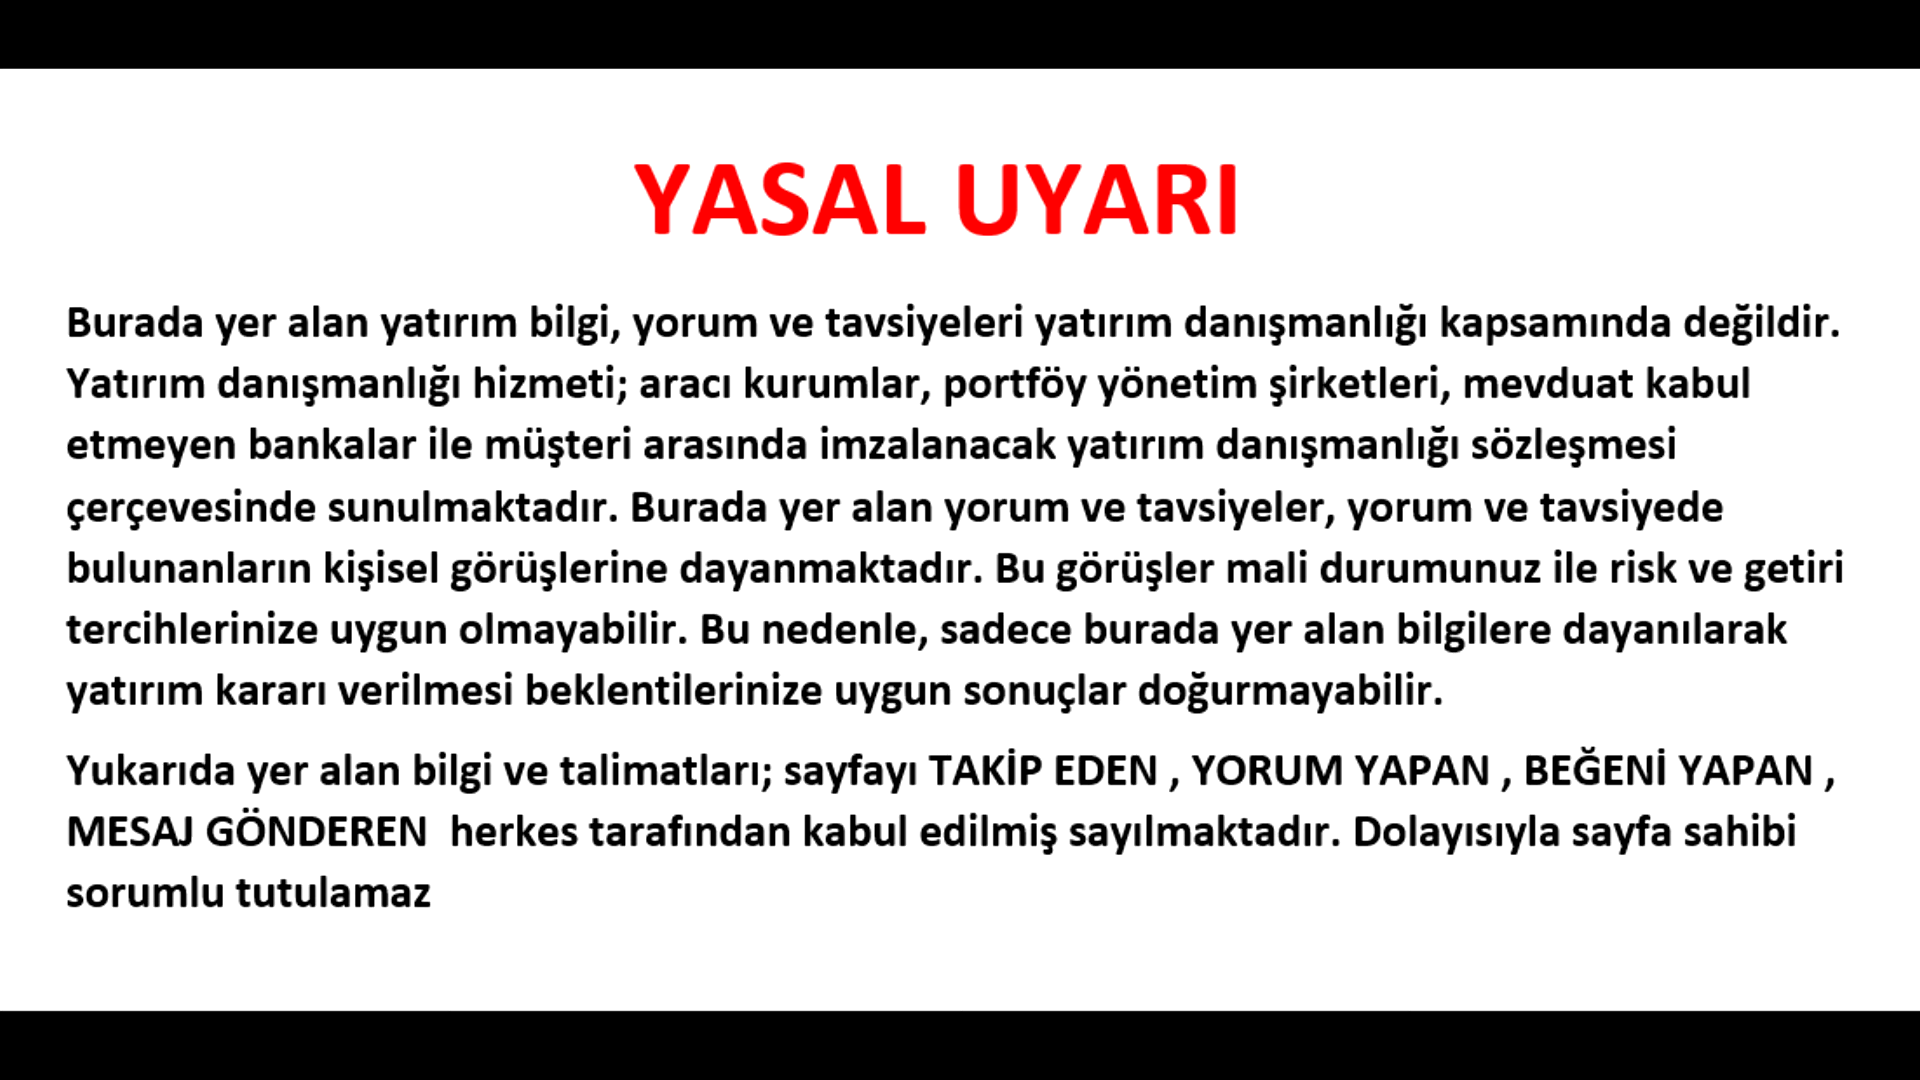 YASAL UYARI
Burada yer alan yatırım bilgi, yorum ve tavsiyeleri yatırım danışmanlığı kapsamında değildir.
Yatırım danışmanlığı hizmeti; aracı kurumlar, portföy yönetim şirketleri, mevduat kabul
etmeyen bankalar ile müşteri arasında imzalanacak yatırım danışmanlığı sözleşmesi
çerçevesinde sunulmaktadır. Burada yer alan yorum ve tavsiyeler, yorum ve tavsiyede
bulunanların kişisel görüşlerine dayanmaktadır. Bu görüşler mali durumunuz ile risk ve getiri
tercihlerinize uygun olmayabilir. Bu nedenle, sadece burada yer alan bilgilere dayanılarak
yatırım kararı verilmesi beklentilerinize uygun sonuçlar doğurmayabilir.
Yukarıda yer alan bilgi ve talimatları; sayfayı TAKİP EDEN , YORUM YAPAN , BEĞENİ YAPAN ,
MESAJ GÖNDEREN  herkes tarafından kabul edilmiş sayılmaktadır. Dolayısıyla sayfa sahibi
sorumlu tutulamaz